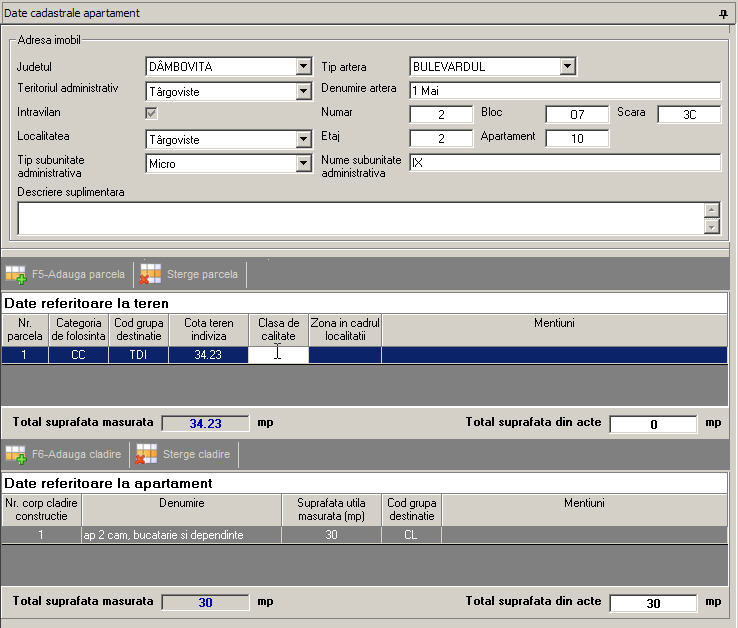 Date cadastrale apartament
Adresa imobil
Judetul DÂMBOVITA Tip artera BULEVARDUL
Teritoriul administrativ Târgoviste Denumire artera 1 Mai
Intravilan Numar 2 Bloc O7 Scara 3C
Localitatea Târgoviste Etaj 2 Apartament 10
Tip subunitate administrativa Micro Nume subunitate administrativa IX
Descriere suplimentara
F5-Adauga parcela Sterge parcela
Date referitoare la teren
Nr. parcela Categoria de folosinta Cod grupa destinatie Cota teren indiviza Clasa de calitate Zona in cadrul localitatii Mentiuni
1 CC TDI 34.23
Total suprafata masurata 34.23 mp Total suprafata din acte 0 mp
F6-Adauga cladire Sterge cladire
Date referitoare la apartament
Nr. corp cladire constructie Denumire Suprafata utila masurata (mp) Cod grupa destinatie Mentiuni
1 ap 2 cam, bucatarie si dependinte 30 CL
Total suprafata masurata 30 mp Total suprafata din acte 30 mp